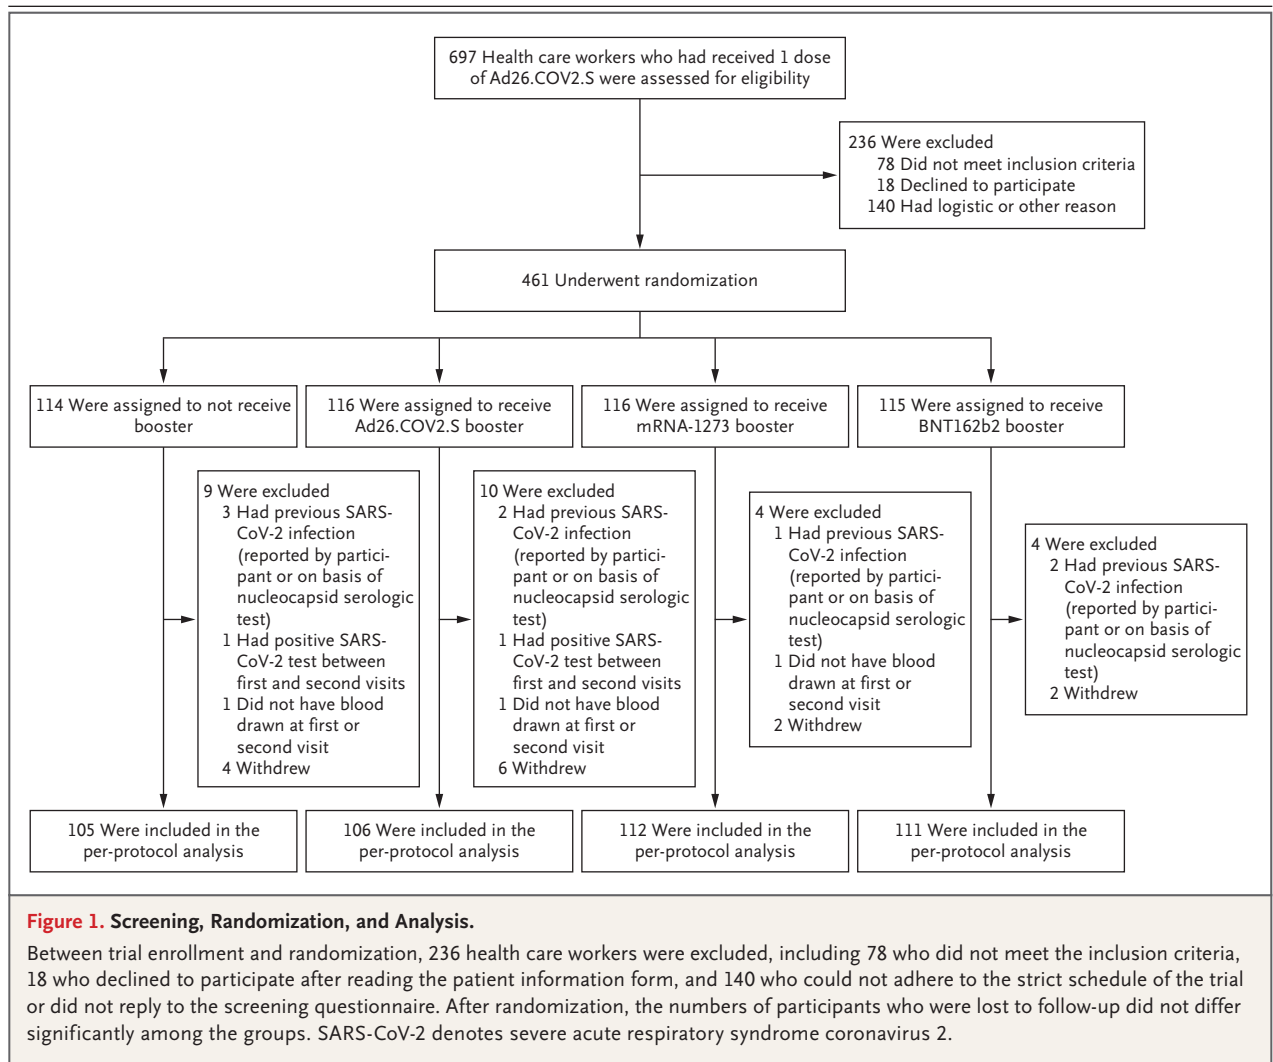 697 Health care workers who had received 1 dose
of Ad26.COV2.S were assessed for eligibility
236 Were excluded
78 Did not meet inclusion criteria
18 Declined to participate
140 Had logistic or other reason
461 Underwent randomization
114 Were assigned to not receive
booster
116 Were assigned to receive
Ad26.COV2.S booster
116 Were assigned to receive
mRNA-1273 booster
115 Were assigned to receive
BNT162b2 booster
9 Were excluded
3 Had previous SARS-
CoV-2 infection
(reported by partici-
pant or on basis of
nucleocapsid serologic
test)
1 Had positive SARS-
CoV-2 test between
first and second visits
1 Did not have blood
drawn at first or
second visit
4 Withdrew
10 Were excluded
2 Had previous SARS-
CoV-2 infection
(reported by partici-
pant or on basis of
nucleocapsid serologic
test)
1 Had positive SARS-
CoV-2 test between
first and second visits
1 Did not have blood
drawn at first or
second visit
6 Withdrew
4 Were excluded
1 Had previous SARS-
CoV-2 infection
(reported by partici-
pant or on basis of
nucleocapsid serologic
test)
1 Did not have blood
drawn at first or
second visit
2 Withdrew
4 Were excluded
2 Had previous SARS-
CoV-2 infection
(reported by partici-
pant or on basis of
nucleocapsid serologic
test)
2 Withdrew
105 Were included in the
per-protocol analysis
106 Were included in the
per-protocol analysis
112 Were included in the
per-protocol analysis
111 Were included in the
per-protocol analysis
Figure 1. Screening, Randomization, and Analysis.
Between trial enrollment and randomization, 236 health care workers were excluded, including 78 who did not meet the inclusion criteria,
18 who declined to participate after reading the patient information form, and 140 who could not adhere to the strict schedule of the trial
or did not reply to the screening questionnaire. After randomization, the numbers of participants who were lost to follow-up did not differ
significantly among the groups. SARS-CoV-2 denotes severe acute respiratory syndrome coronavirus 2.